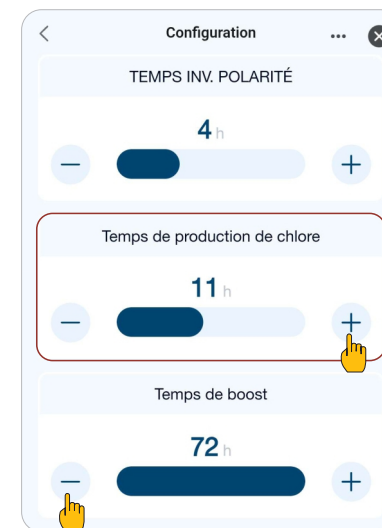 Configuration
TEMPS INV. POLARITÉ
4 h
Temps de production de chlore
11 h
Temps de boost
72 h